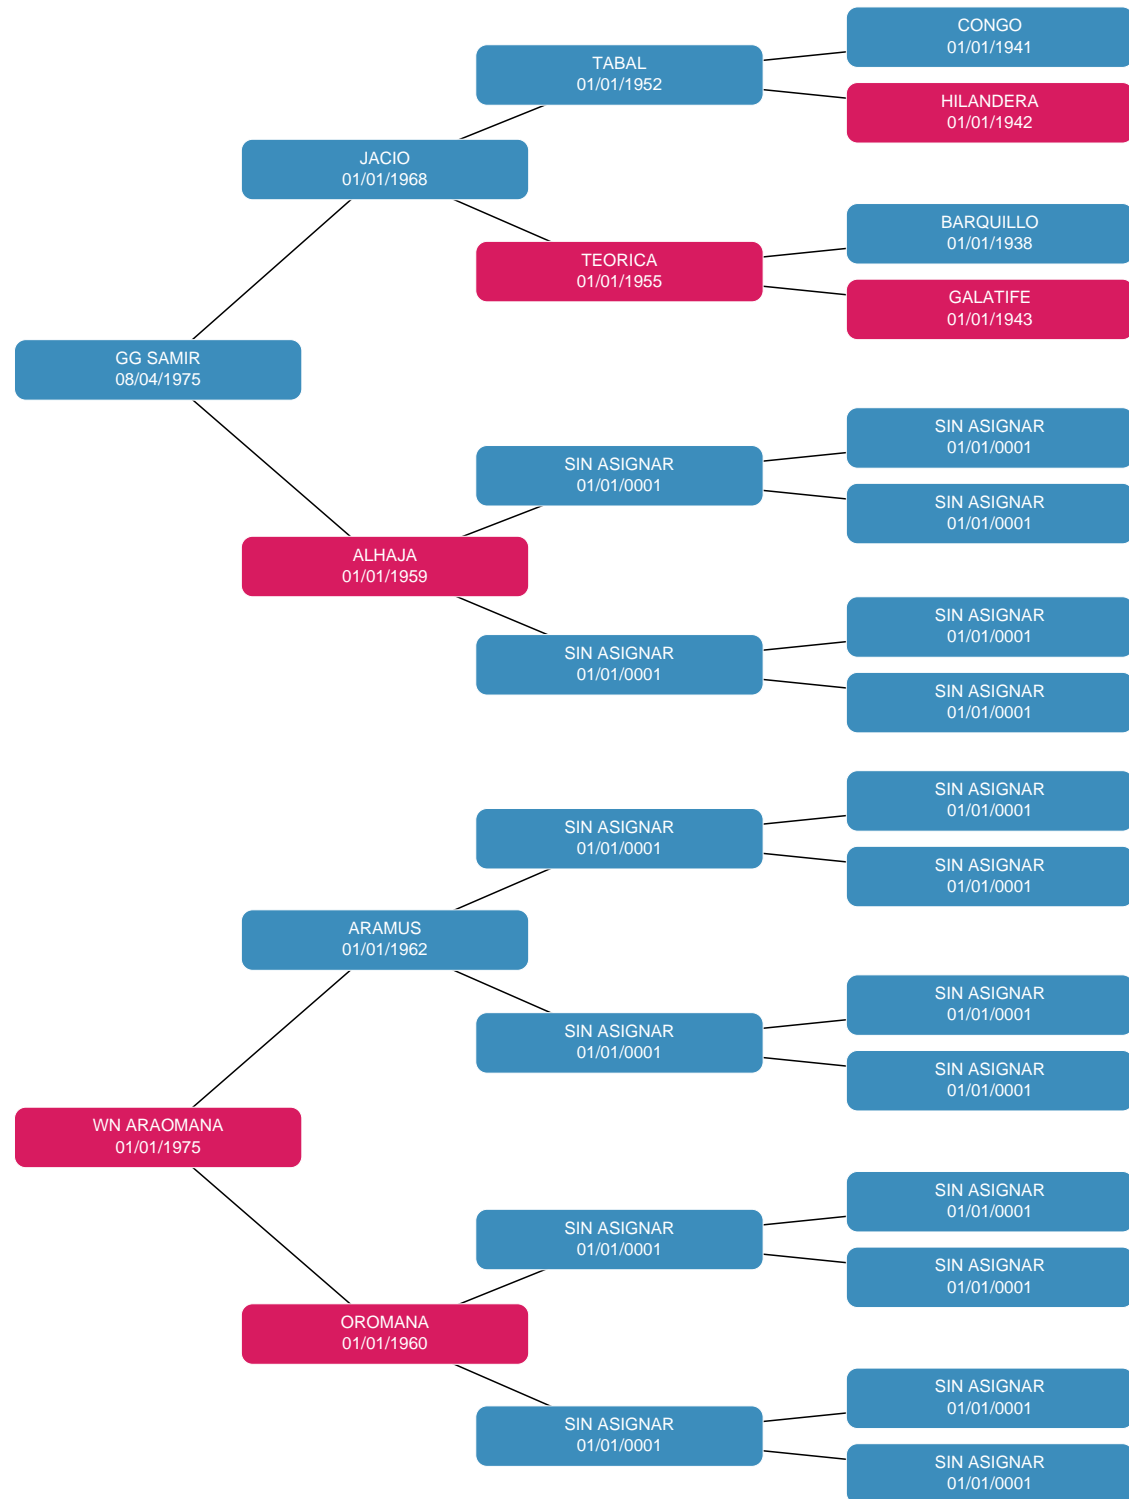 CONGO
01/01/1941
TABAL
01/01/1952
HILANDERA
01/01/1942
JACIO
01/01/1968
BARQUILLO
01/01/1938
TEORICA
01/01/1955
GALATIFE
01/01/1943
GG SAMIR
08/04/1975
SIN ASIGNAR
01/01/0001
SIN ASIGNAR
01/01/0001
SIN ASIGNAR
01/01/0001
ALHAJA
01/01/1959
SIN ASIGNAR
01/01/0001
SIN ASIGNAR
01/01/0001
SIN ASIGNAR
01/01/0001
SIN ASIGNAR
01/01/0001
SIN ASIGNAR
01/01/0001
SIN ASIGNAR
01/01/0001
ARAMUS
01/01/1962
SIN ASIGNAR
01/01/0001
SIN ASIGNAR
01/01/0001
SIN ASIGNAR
01/01/0001
WN ARAOMANA
01/01/1975
SIN ASIGNAR
01/01/0001
SIN ASIGNAR
01/01/0001
SIN ASIGNAR
01/01/0001
OROMANA
01/01/1960
SIN ASIGNAR
01/01/0001
SIN ASIGNAR
01/01/0001
SIN ASIGNAR
01/01/0001